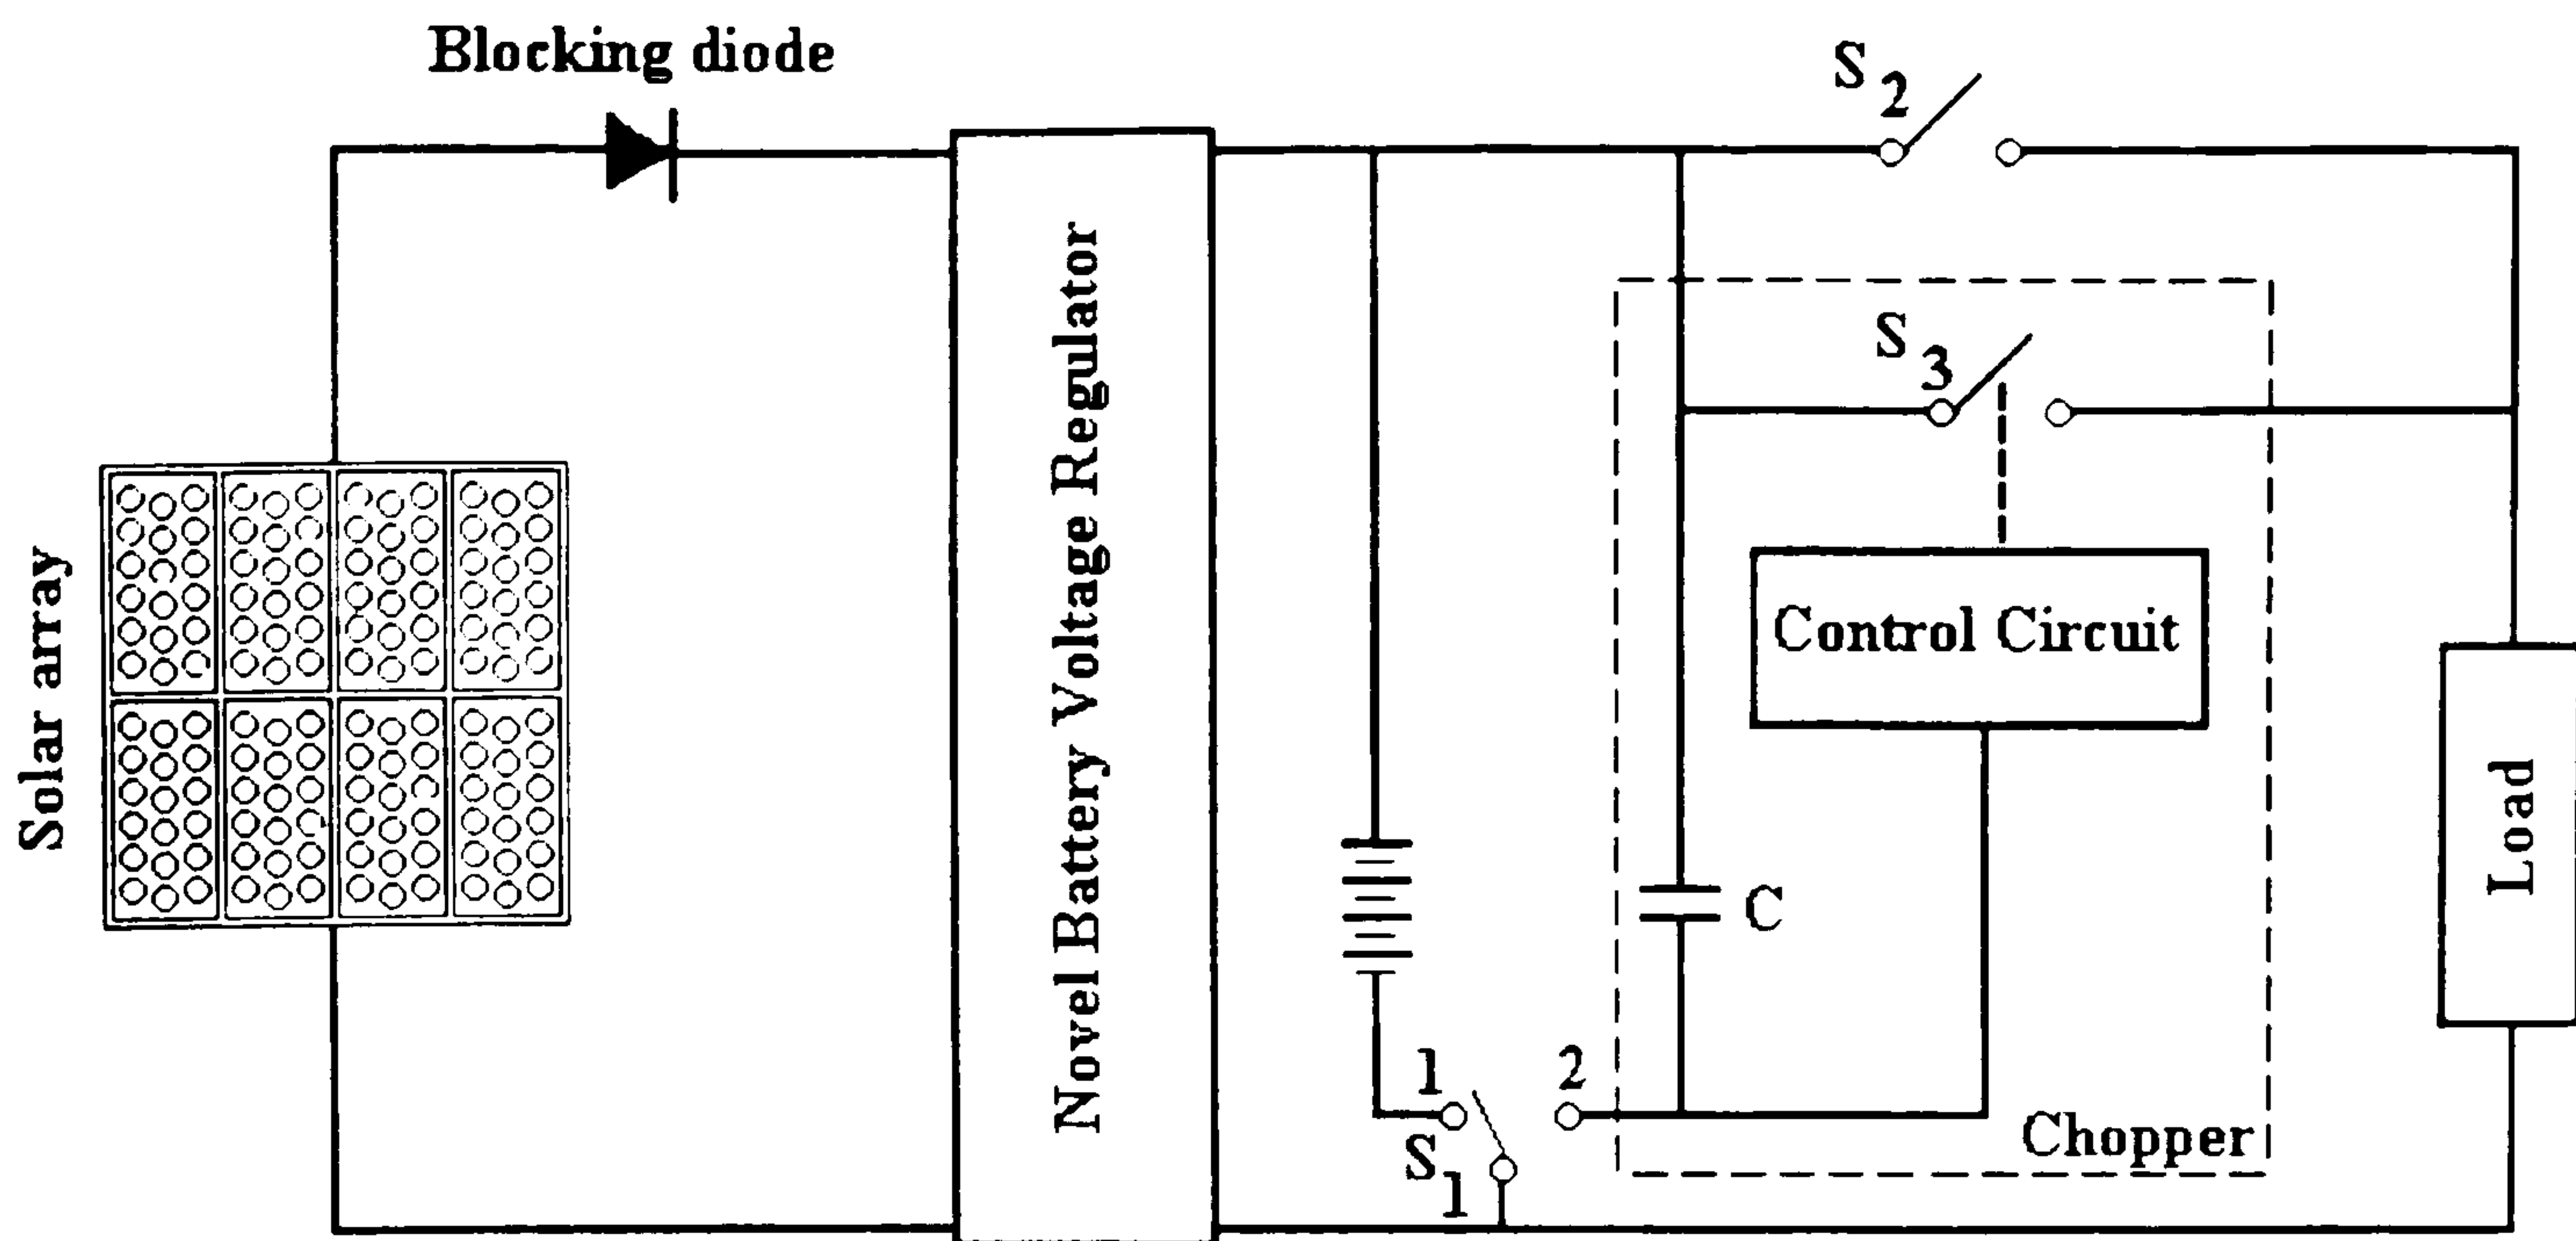 Blocking diode
S2
Solar array
Novel Battery Voltage Regulator
S3
Control Circuit
C
Load
1
2
S1
Chopper